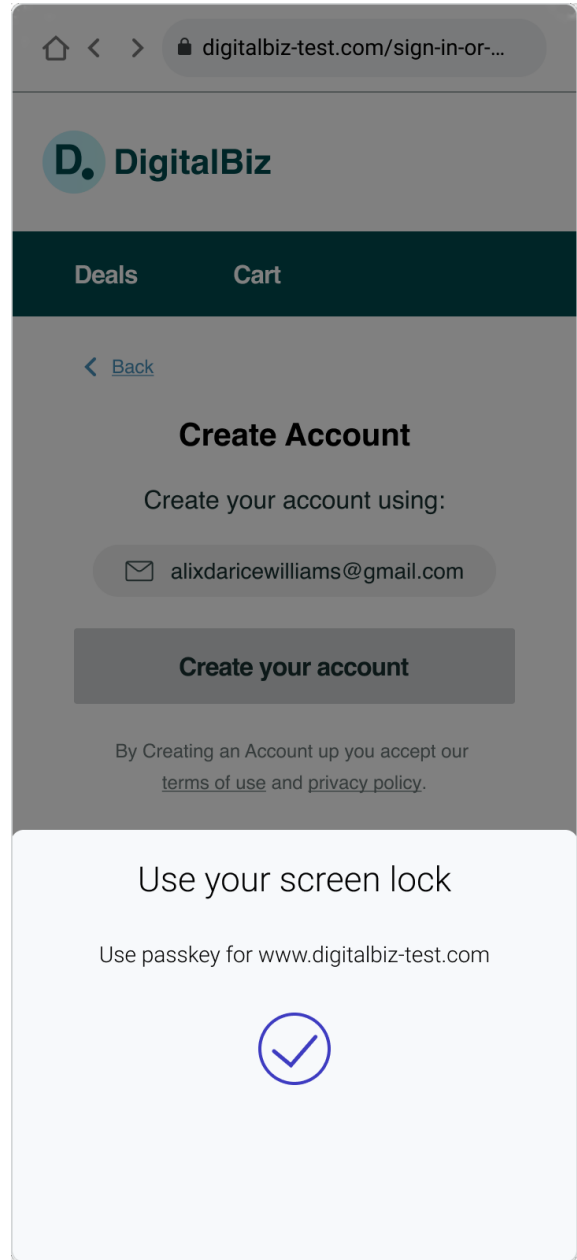 digitalbiz-test.com/sign-in-or-...
D. DigitalBiz
Deals Cart
Back
Create Account
Create your account using:
alixdaricewilliams@gmail.com
Create your account
By Creating an Account up you accept our
terms of use and privacy policy.
Use your screen lock
Use passkey for www.digitalbiz-test.com